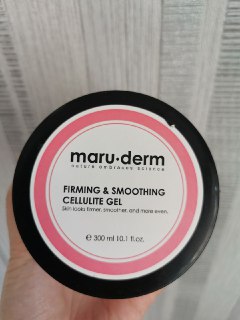 maru·derm
nature embraces science
FIRMING & SMOOTHING
CELLULITE GEL
Skin looks firmer, smoother, and more even.
e 300 ml 10.1 fl.oz.